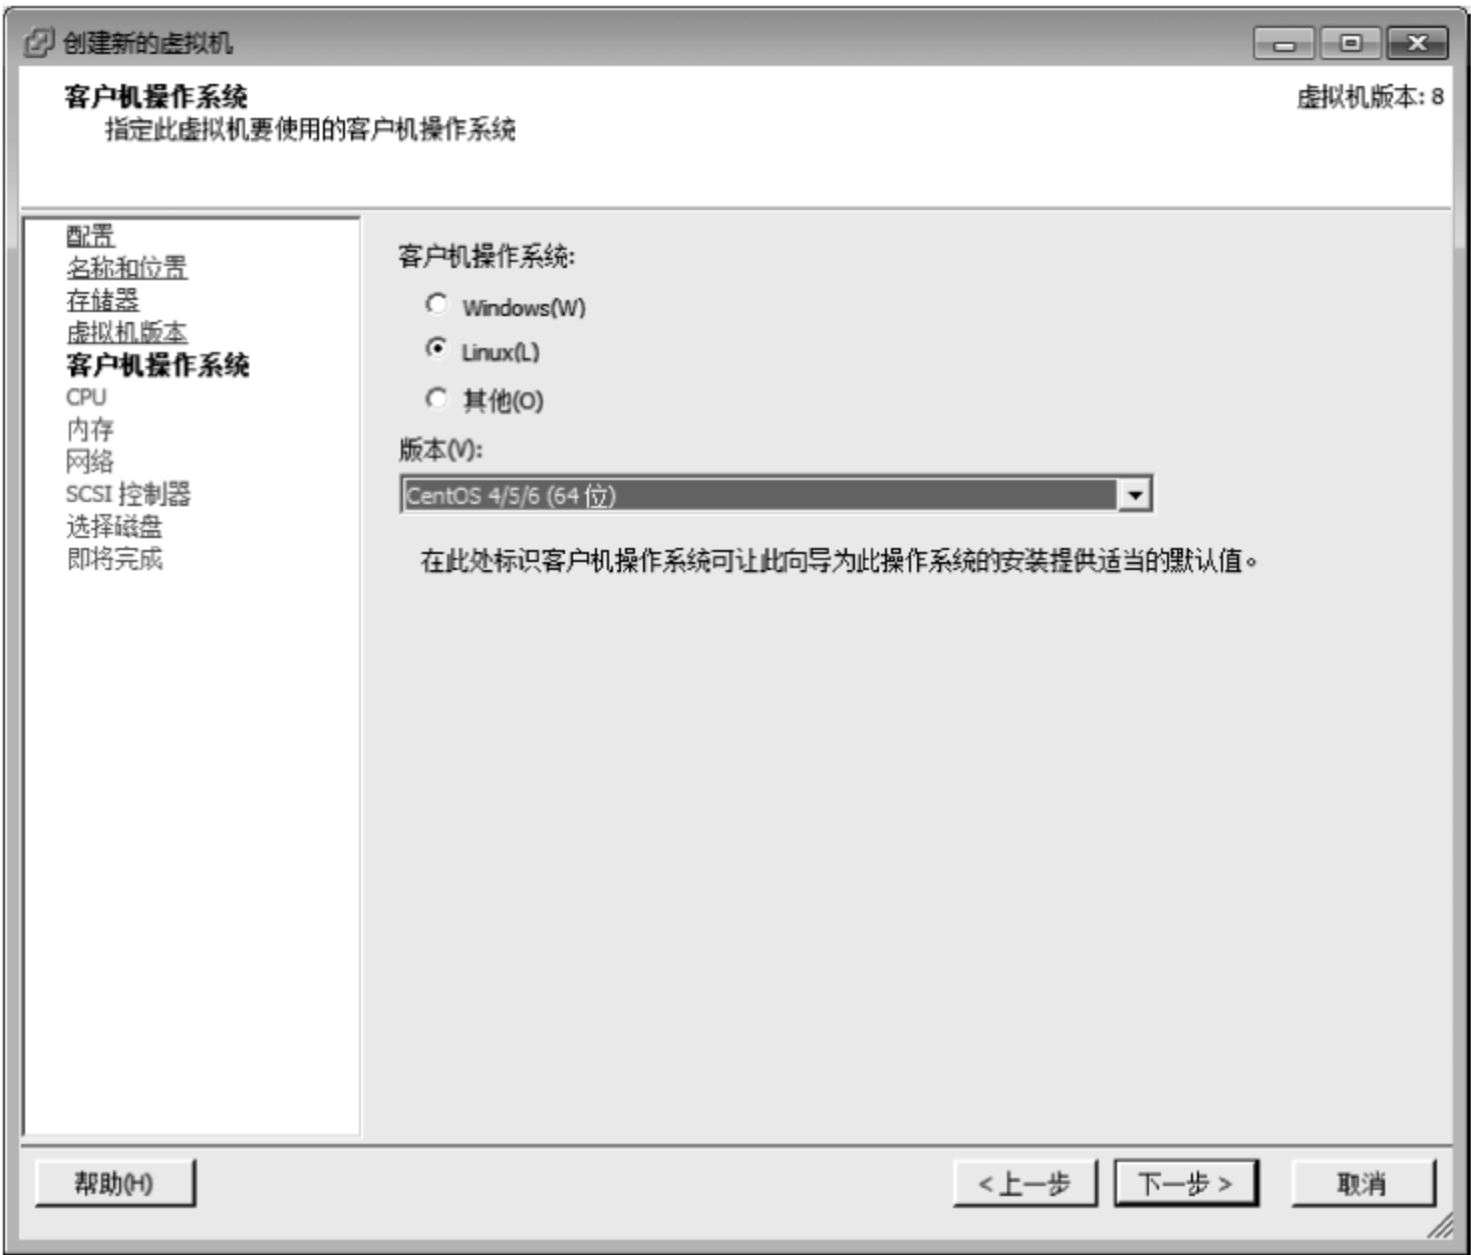 创建新的虚拟机
客户机操作系统
虚拟机版本: 8
指定此虚拟机要使用的客户机操作系统
配置
名称和位置
存储器
虚拟机版本
客户机操作系统
CPU
内存
网络
SCSI 控制器
选择磁盘
即将完成
客户机操作系统:
Windows(W)
Linux(L)
其他(O)
版本(V):
CentOS 4/5/6 (64 位)
在此处标识客户机操作系统可让此向导为此操作系统的安装提供适当的默认值。
帮助(H)
<上一步
下一步 >
取消